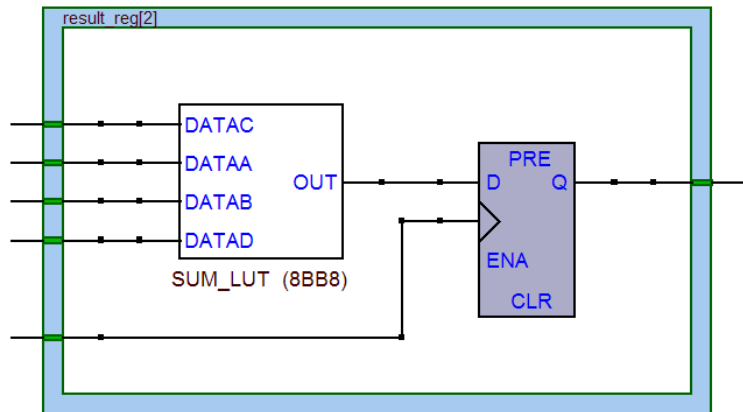 result_reg[2]
DATAC
DATAA
DATAB
DATAD
OUT
SUM_LUT (8BB8)
PRE
D
Q
ENA
CLR